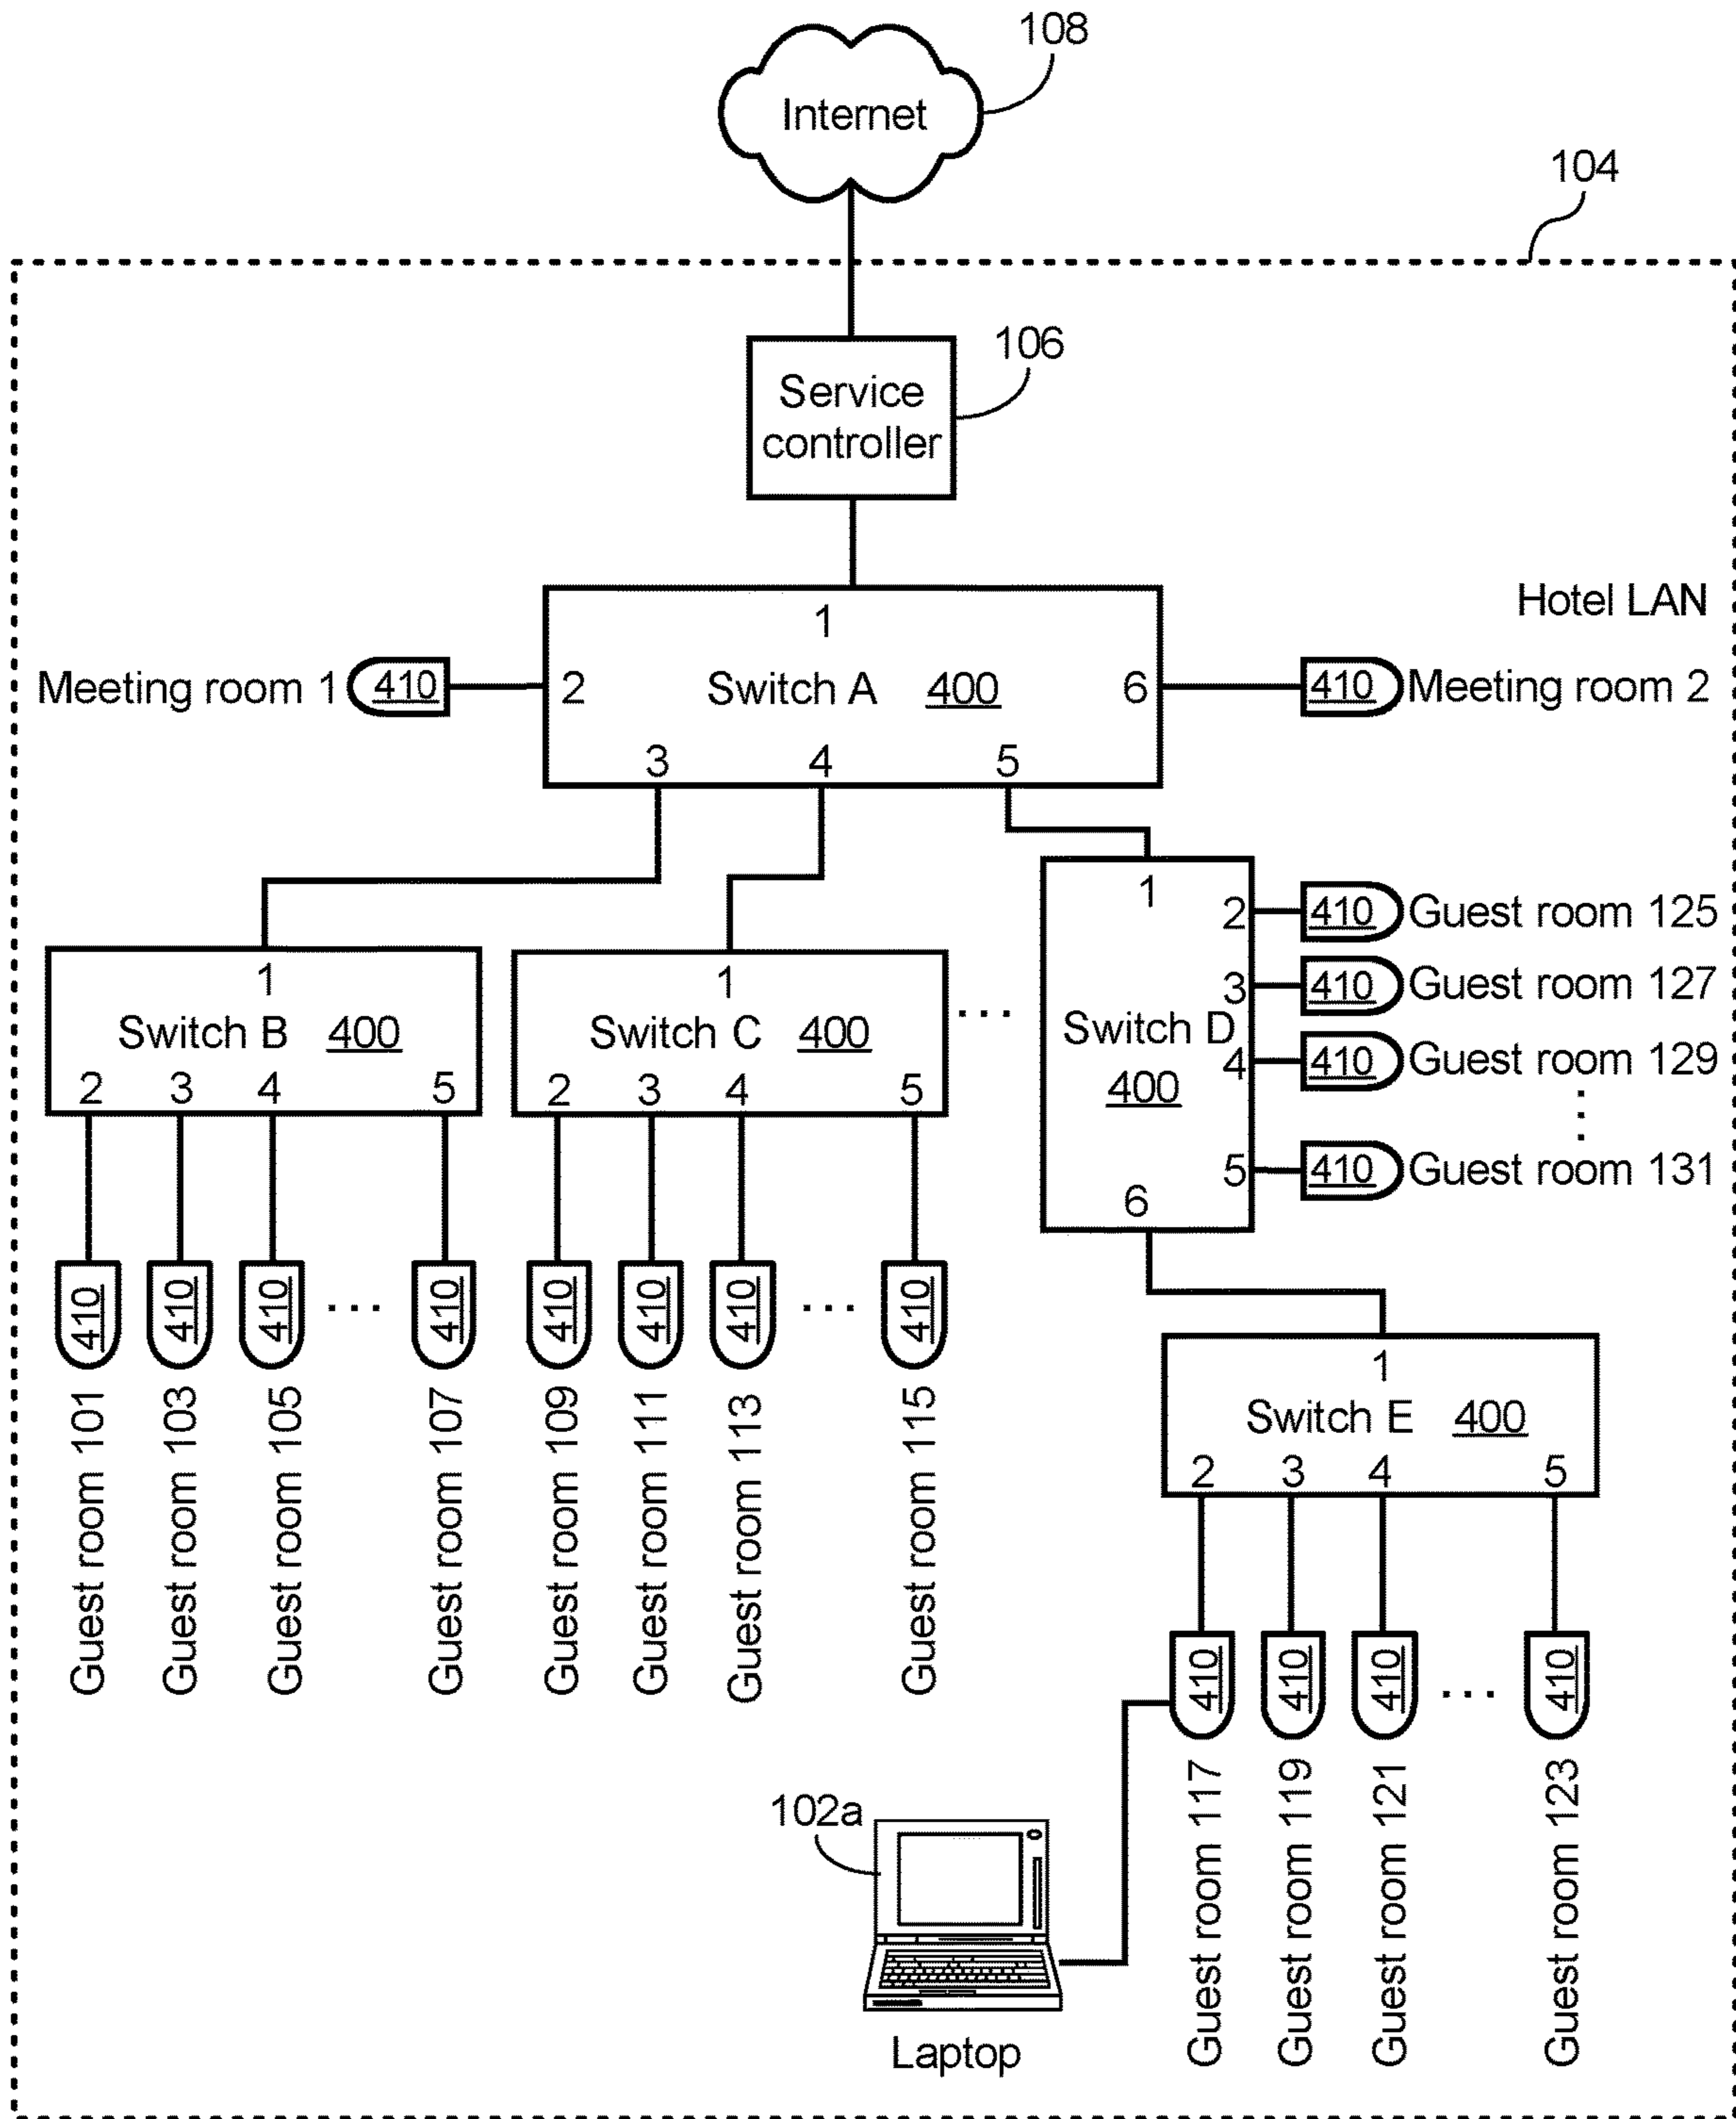 108
Internet
104
106
Service
controller
Hotel LAN
1
Meeting room 1 410 2 Switch A 400 6 410 Meeting room 2
3 4 5
1
2 410 Guest room 125
3 410 Guest room 127
Switch D
4 410 Guest room 129
400
5 410 Guest room 131
6
1
Switch B 400
2 3 4 5
1
Switch C 400
2 3 4 5
...
410 410 410 ... 410
410 410 410 ... 410
Guest room 101
Guest room 103
Guest room 105
Guest room 107
Guest room 109
Guest room 111
Guest room 113
Guest room 115
1
Switch E 400
2 3 4 5
410 410 410 ... 410
Guest room 117
Guest room 119
Guest room 121
Guest room 123
102a
Laptop